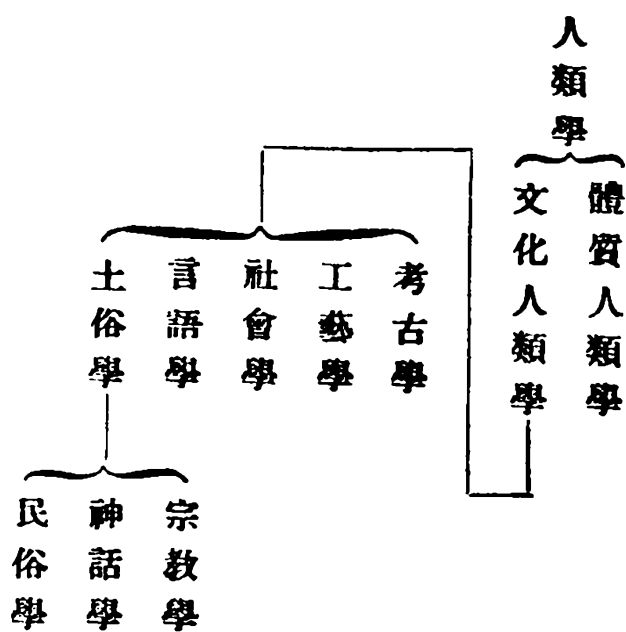 人類學
體質人類學
文化人類學
考古學
工藝學
社會學
言語學
土俗學
宗教學
神話學
民俗學